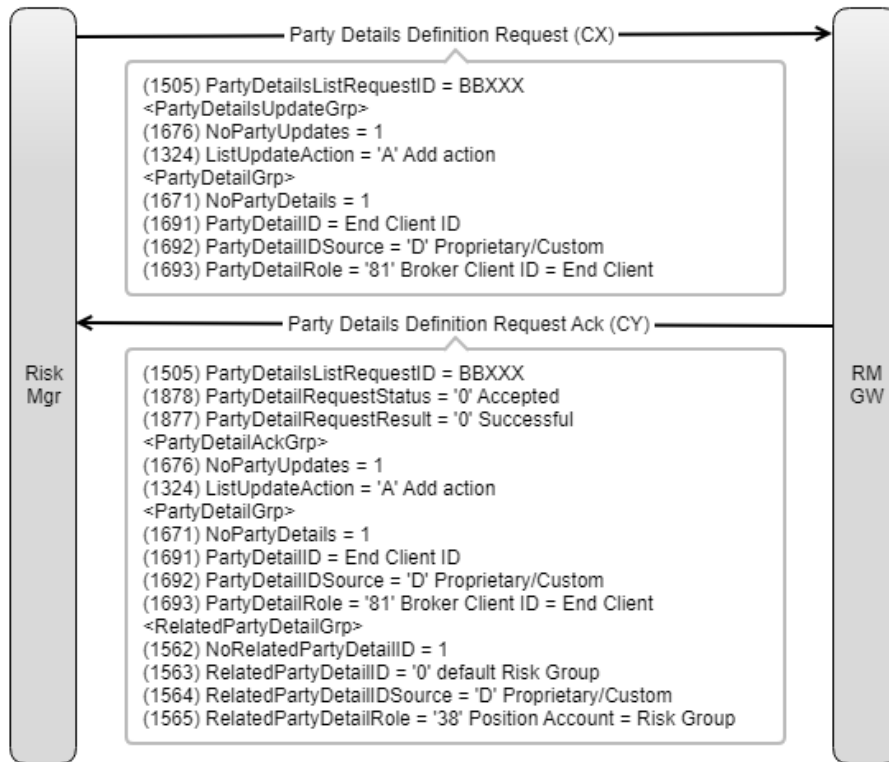 Party Details Definition Request (CX)
(1505) PartyDetailsListRequestID = BBXXX
<PartyDetailsUpdateGrp>
(1676) NoPartyUpdates = 1
(1324) ListUpdateAction = 'A' Add action
<PartyDetailGrp>
(1671) NoPartyDetails = 1
(1691) PartyDetailID = End Client ID
(1692) PartyDetailIDSource = 'D' Proprietary/Custom
(1693) PartyDetailRole = '81' Broker Client ID = End Client
Party Details Definition Request Ack (CY)
Risk
Mgr
(1505) PartyDetailsListRequestID = BBXXX
(1878) PartyDetailRequestStatus = '0' Accepted
(1877) PartyDetailRequestResult = '0' Successful
<PartyDetailAckGrp>
(1676) NoPartyUpdates = 1
(1324) ListUpdateAction = 'A' Add action
<PartyDetailGrp>
(1671) NoPartyDetails = 1
(1691) PartyDetailID = End Client ID
(1692) PartyDetailIDSource = 'D' Proprietary/Custom
(1693) PartyDetailRole = '81' Broker Client ID = End Client
<RelatedPartyDetailGrp>
(1562) NoRelatedPartyDetailID = 1
(1563) RelatedPartyDetailID = '0' default Risk Group
(1564) RelatedPartyDetailIDSource = 'D' Proprietary/Custom
(1565) RelatedPartyDetailRole = '38' Position Account = Risk Group
RM
GW